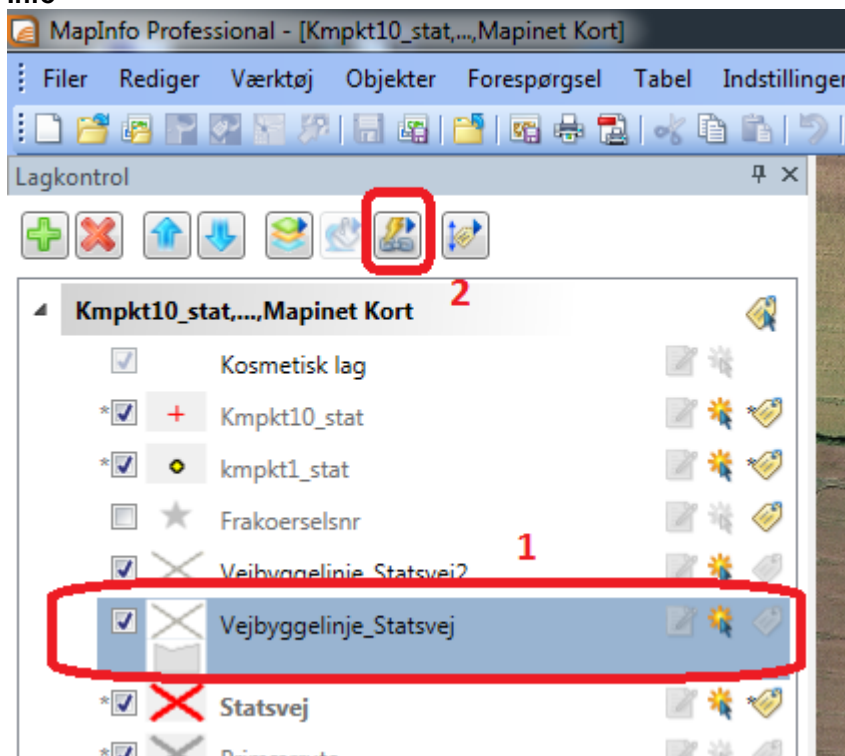 MapInfo Professional - [Kmpkt10_stat,...,Mapinet Kort]
Filer Rediger Værktøj Objekter Forespørgsel Tabel Indstillinger
Lagkontrol
2
Kmpkt10_stat,...,Mapinet Kort
Kosmetisk lag
* Kmpkt10_stat
* kmpkt1_stat
Frakoerselsnr
1
Vejbyggelinje_Statsvej2
Vejbyggelinje_Statsvej
* Statsvej